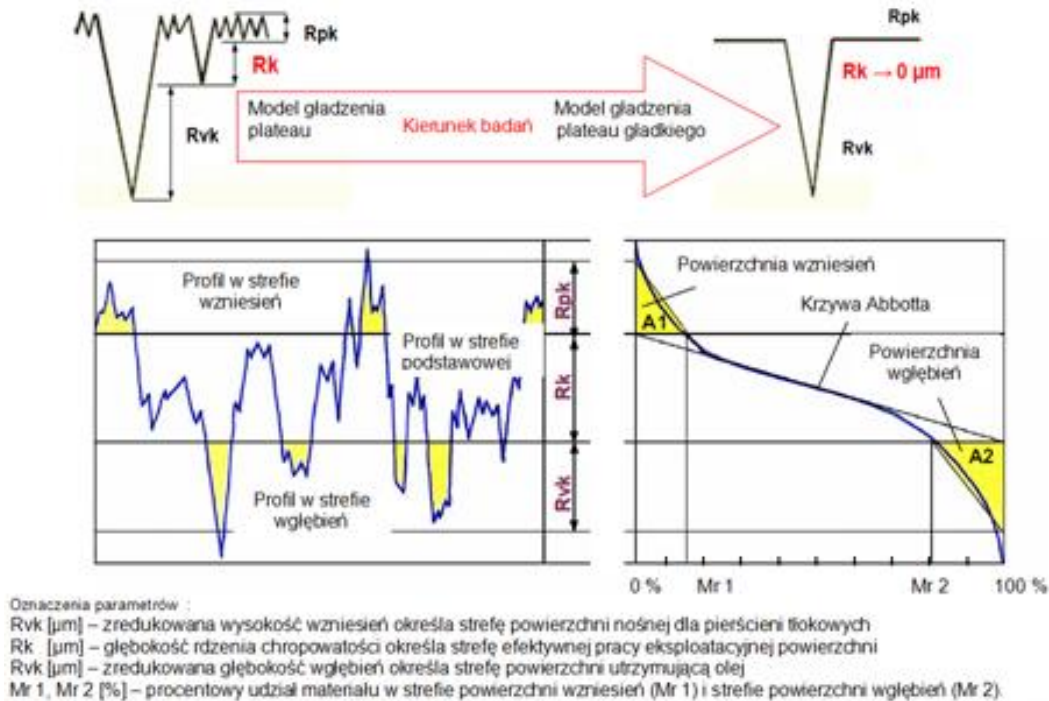 Rpk
Rk
Rvk
Model gładzenia
plateau
Kierunek badań
Model gładzenia
plateau gładkiego
Rpk
Rk → 0 µm
Rvk
Profil w strefie
wzniesień
Profil w strefie
podstawowej
Profil w strefie
wgłębień
Rpk
Rk
Rvk
Powierzchnia wzniesień
A1
Krzywa Abbotta
Powierzchnia
wgłębień
A2
0 % Mr 1 Mr 2 100 %
Oznaczenia parametrów :
Rvk [µm] – zredukowana wysokość wzniesień określa strefę powierzchni nośnej dla pierścieni tłokowych
Rk [µm] – głębokość rdzenia chropowatości określa strefę efektywnej pracy eksploatacyjnej powierzchni
Rvk [µm] – zredukowana głębokość wgłębień określa strefę powierzchni utrzymującą olej
Mr 1, Mr 2 [%] – procentowy udział materiału w strefie powierzchni wzniesień (Mr 1) i strefie powierzchni wgłębień (Mr 2).